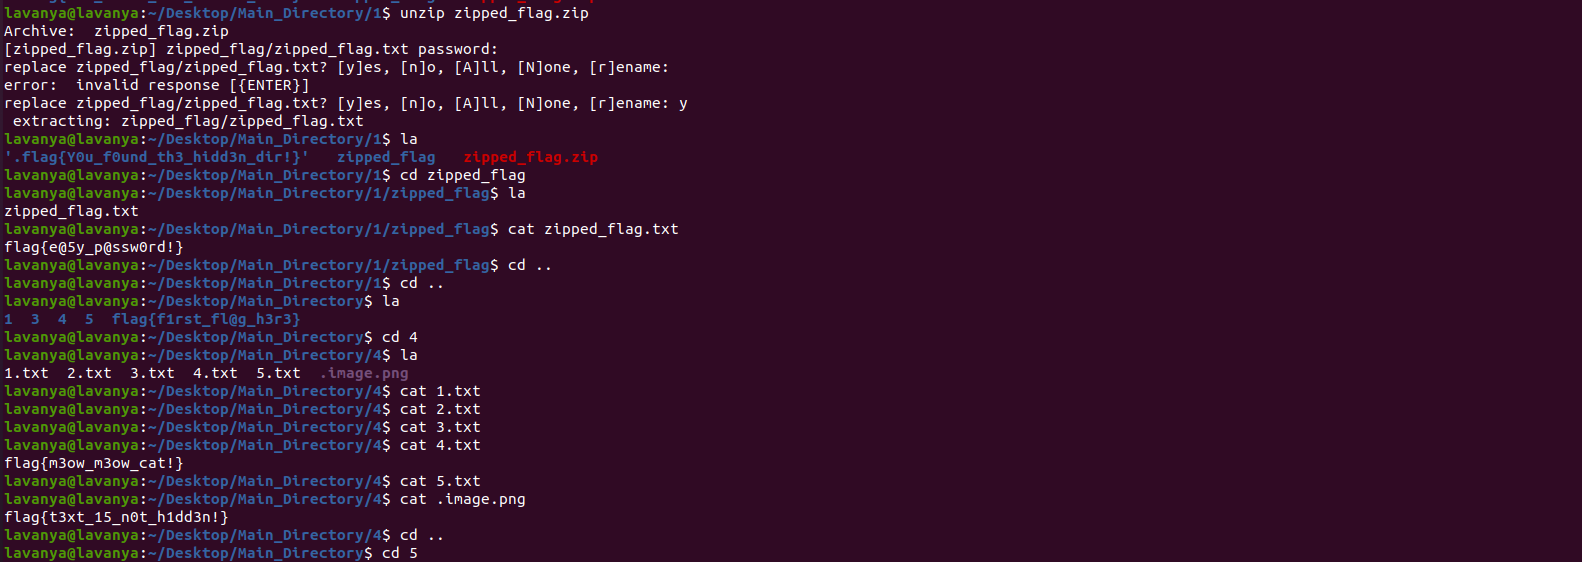 lavanya@lavanya:~/Desktop/Main_Directory/1$ unzip zipped_flag.zip
Archive:  zipped_flag.zip
[zipped_flag.zip] zipped_flag/zipped_flag.txt password:
replace zipped_flag/zipped_flag.txt? [y]es, [n]o, [A]ll, [N]one, [r]ename:
error:  invalid response [{ENTER}]
replace zipped_flag/zipped_flag.txt? [y]es, [n]o, [A]ll, [N]one, [r]ename: y
 extracting: zipped_flag/zipped_flag.txt
lavanya@lavanya:~/Desktop/Main_Directory/1$ la
'.flag{Y0u_f0und_th3_hidd3n_dir!}'   zipped_flag   zipped_flag.zip
lavanya@lavanya:~/Desktop/Main_Directory/1$ cd zipped_flag
lavanya@lavanya:~/Desktop/Main_Directory/1/zipped_flag$ la
zipped_flag.txt
lavanya@lavanya:~/Desktop/Main_Directory/1/zipped_flag$ cat zipped_flag.txt
flag{e@5y_p@ssw0rd!}
lavanya@lavanya:~/Desktop/Main_Directory/1/zipped_flag$ cd ..
lavanya@lavanya:~/Desktop/Main_Directory/1$ cd ..
lavanya@lavanya:~/Desktop/Main_Directory$ la
1  3  4  5  flag{f1rst_fl@g_h3r3}
lavanya@lavanya:~/Desktop/Main_Directory$ cd 4
lavanya@lavanya:~/Desktop/Main_Directory/4$ la
1.txt  2.txt  3.txt  4.txt  5.txt  .image.png
lavanya@lavanya:~/Desktop/Main_Directory/4$ cat 1.txt
lavanya@lavanya:~/Desktop/Main_Directory/4$ cat 2.txt
lavanya@lavanya:~/Desktop/Main_Directory/4$ cat 3.txt
lavanya@lavanya:~/Desktop/Main_Directory/4$ cat 4.txt
flag{m3ow_m3ow_cat!}
lavanya@lavanya:~/Desktop/Main_Directory/4$ cat 5.txt
lavanya@lavanya:~/Desktop/Main_Directory/4$ cat .image.png
flag{t3xt_15_n0t_h1dd3n!}
lavanya@lavanya:~/Desktop/Main_Directory/4$ cd ..
lavanya@lavanya:~/Desktop/Main_Directory$ cd 5